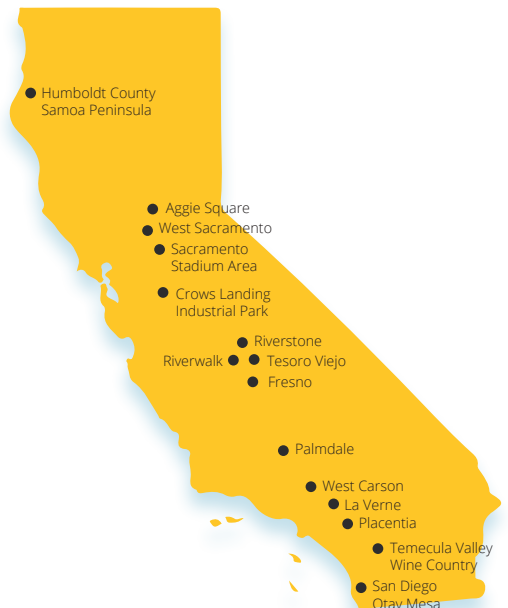 Humboldt County
Samoa Peninsula
Aggie Square
West Sacramento
Sacramento
Stadium Area
Crows Landing
Industrial Park
Riverstone
Riverwalk
Tesoro Viejo
Fresno
Palmdale
West Carson
La Verne
Placentia
Temecula Valley
Wine Country
San Diego
Otay Mesa